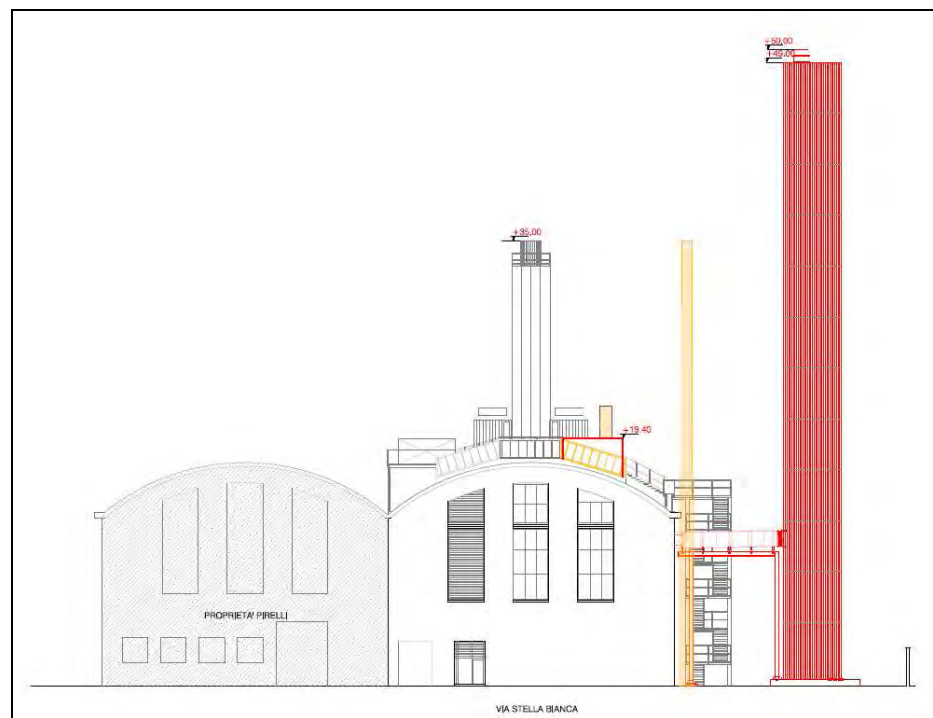 +50.00
+49.00
+35.00
+19.40
PROPRIETA' PIRELLI
VIA STELLA BIANCA